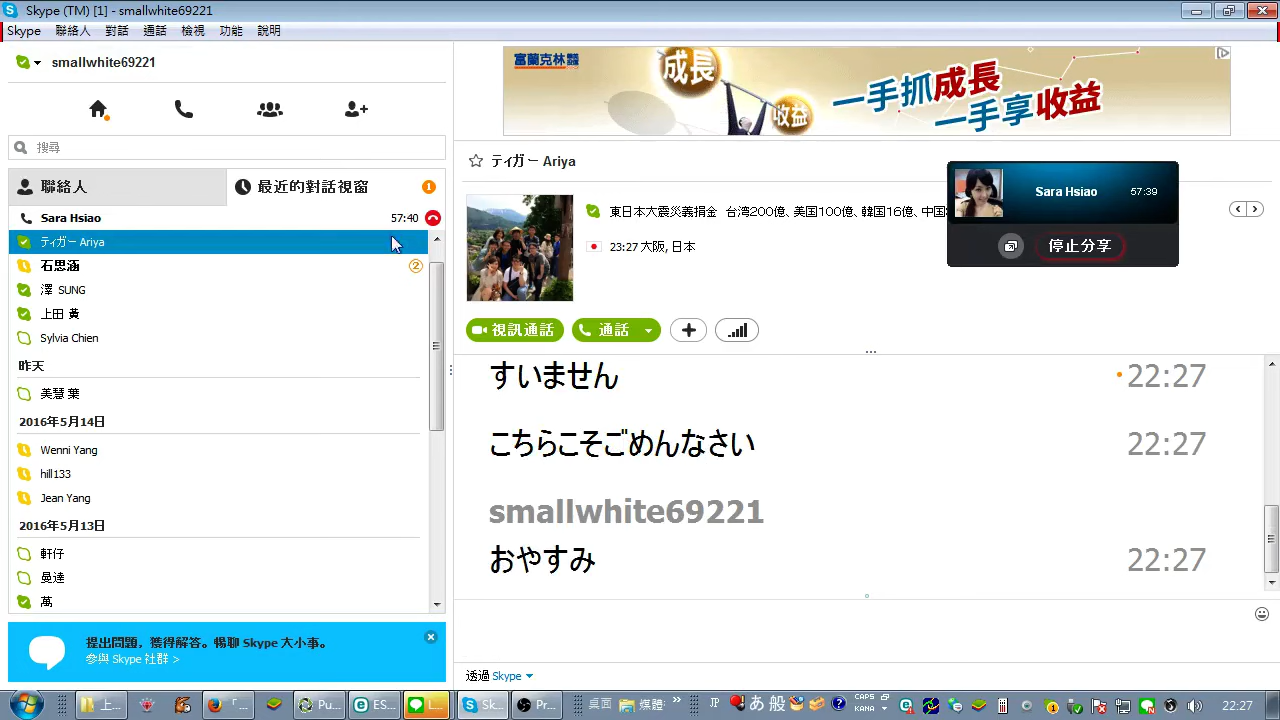 Skype (TM) [1] - smallwhite69221
Skype 聯絡人 對話 通話 檢視 功能 說明
smallwhite69221
搜尋
聯絡人
最近的對話視窗 1
Sara Hsiao 57:40
ティガー Ariya
石思涵 2
澤 SUNG
上田 黃
Sylvia Chien
昨天
美慧 葉
2016年5月14日
Wenni Yang
hill133
Jean Yang
2016年5月13日
軒仔
曼達
萬
提出問題，獲得解答。暢聊 Skype 大小事。
參與 Skype 社群 >
富蘭克林
成長
收益
一手抓成長
一手享收益
ティガー Ariya
東日本大震災義捐金 台湾200億、美国100億、韓国16億、中国
23:27 大阪, 日本
Sara Hsiao 57:39
停止分享
視訊通話
通話
すいません 22:27
こちらこそごめんなさい 22:27
smallwhite69221
おやすみ 22:27
透過 Skype
上...
「...
Pu...
ES...
L...
Sk...
Pr...
桌面
媒體
»
JP
あ 般
CAPS
KANA
22:27